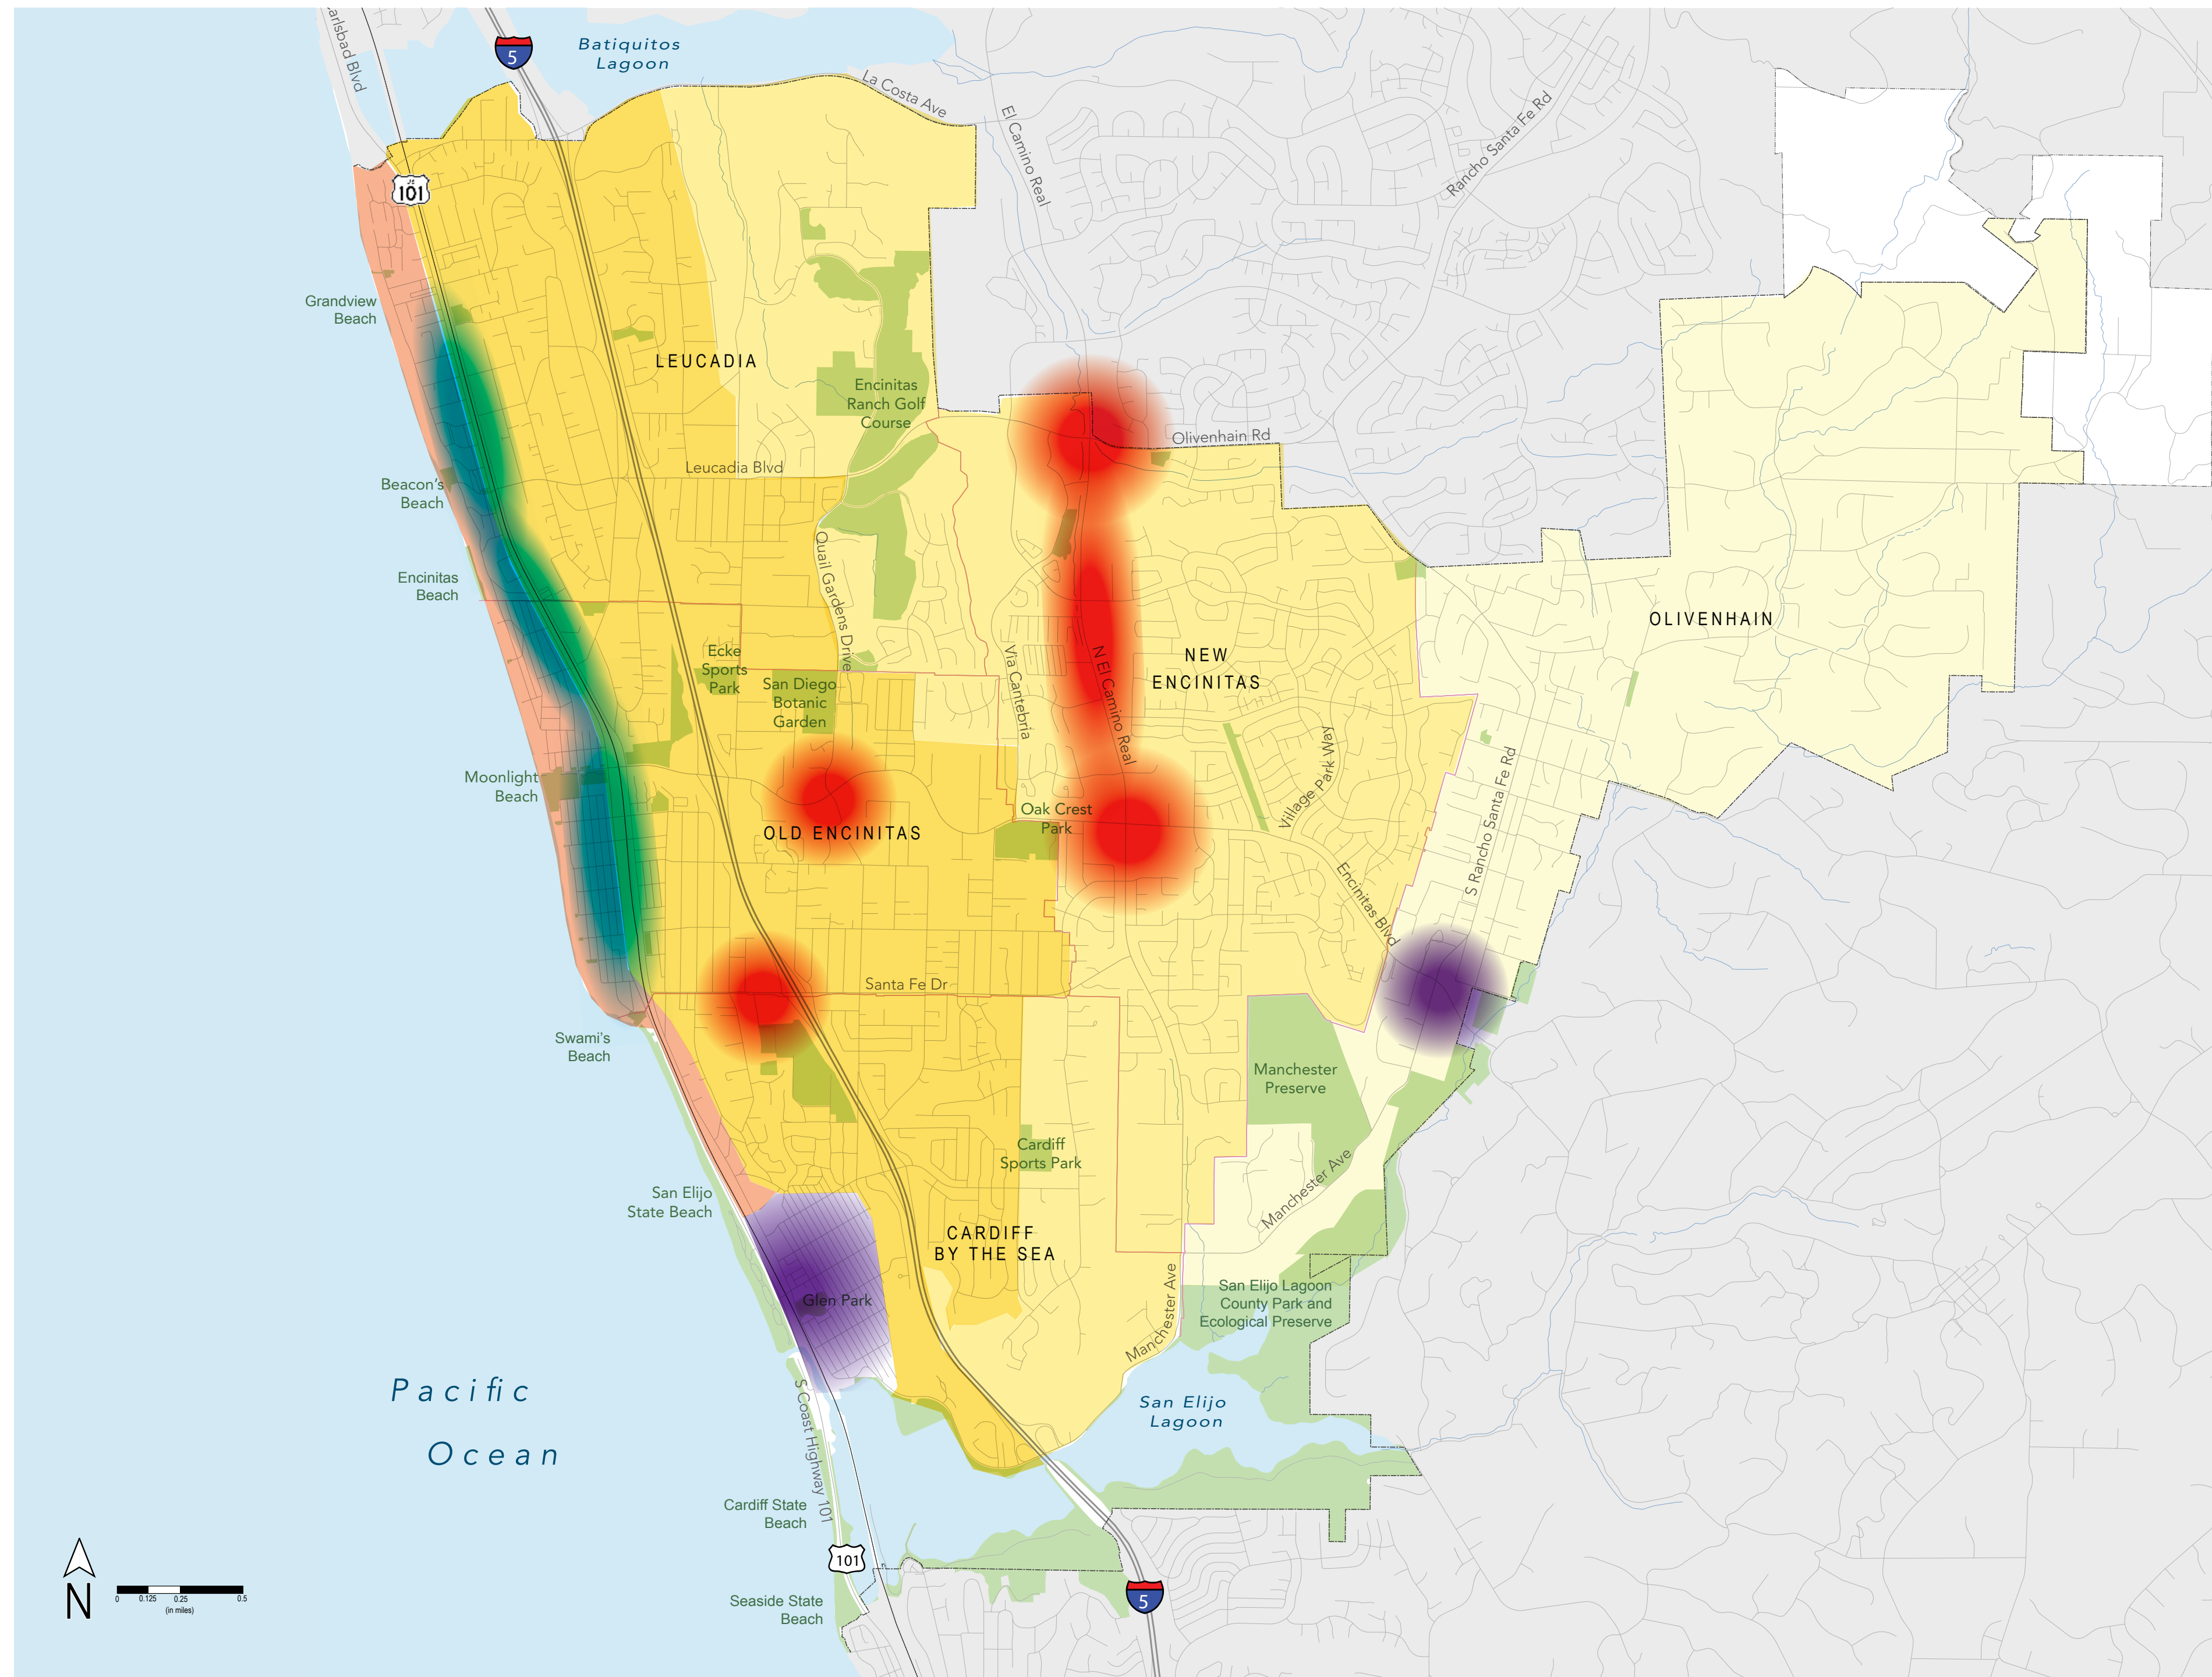 Carlsbad Blvd
5
Batiquitos
Lagoon
La Costa Ave
El Camino Real
Rancho Santa Fe Rd
101
Grandview
Beach
LEUCADIA
Encinitas
Ranch Golf
Course
Olivenhain Rd
Leucadia Blvd
Beacon's
Beach
Quail Gardens Drive
Encinitas
Beach
OLIVENHAIN
Ecke
Sports
Park
San Diego
Botanic
Garden
Via Cantebria
N El Camino Real
NEW
ENCINITAS
Village Park Way
S Rancho Santa Fe Rd
Moonlight
Beach
OLD ENCINITAS
Oak Crest
Park
Encinitas Blvd
Santa Fe Dr
Swami's
Beach
Manchester
Preserve
Cardiff
Sports Park
Manchester Ave
San Elijo
State Beach
CARDIFF
BY THE SEA
Glen Park
Manchester Ave
San Elijo Lagoon
County Park and
Ecological Preserve
Pacific
Ocean
S Coast Highway 101
San Elijo
Lagoon
Cardiff State
Beach
101
Seaside State
Beach
5
N
0 0.125 0.25 0.5
(in miles)